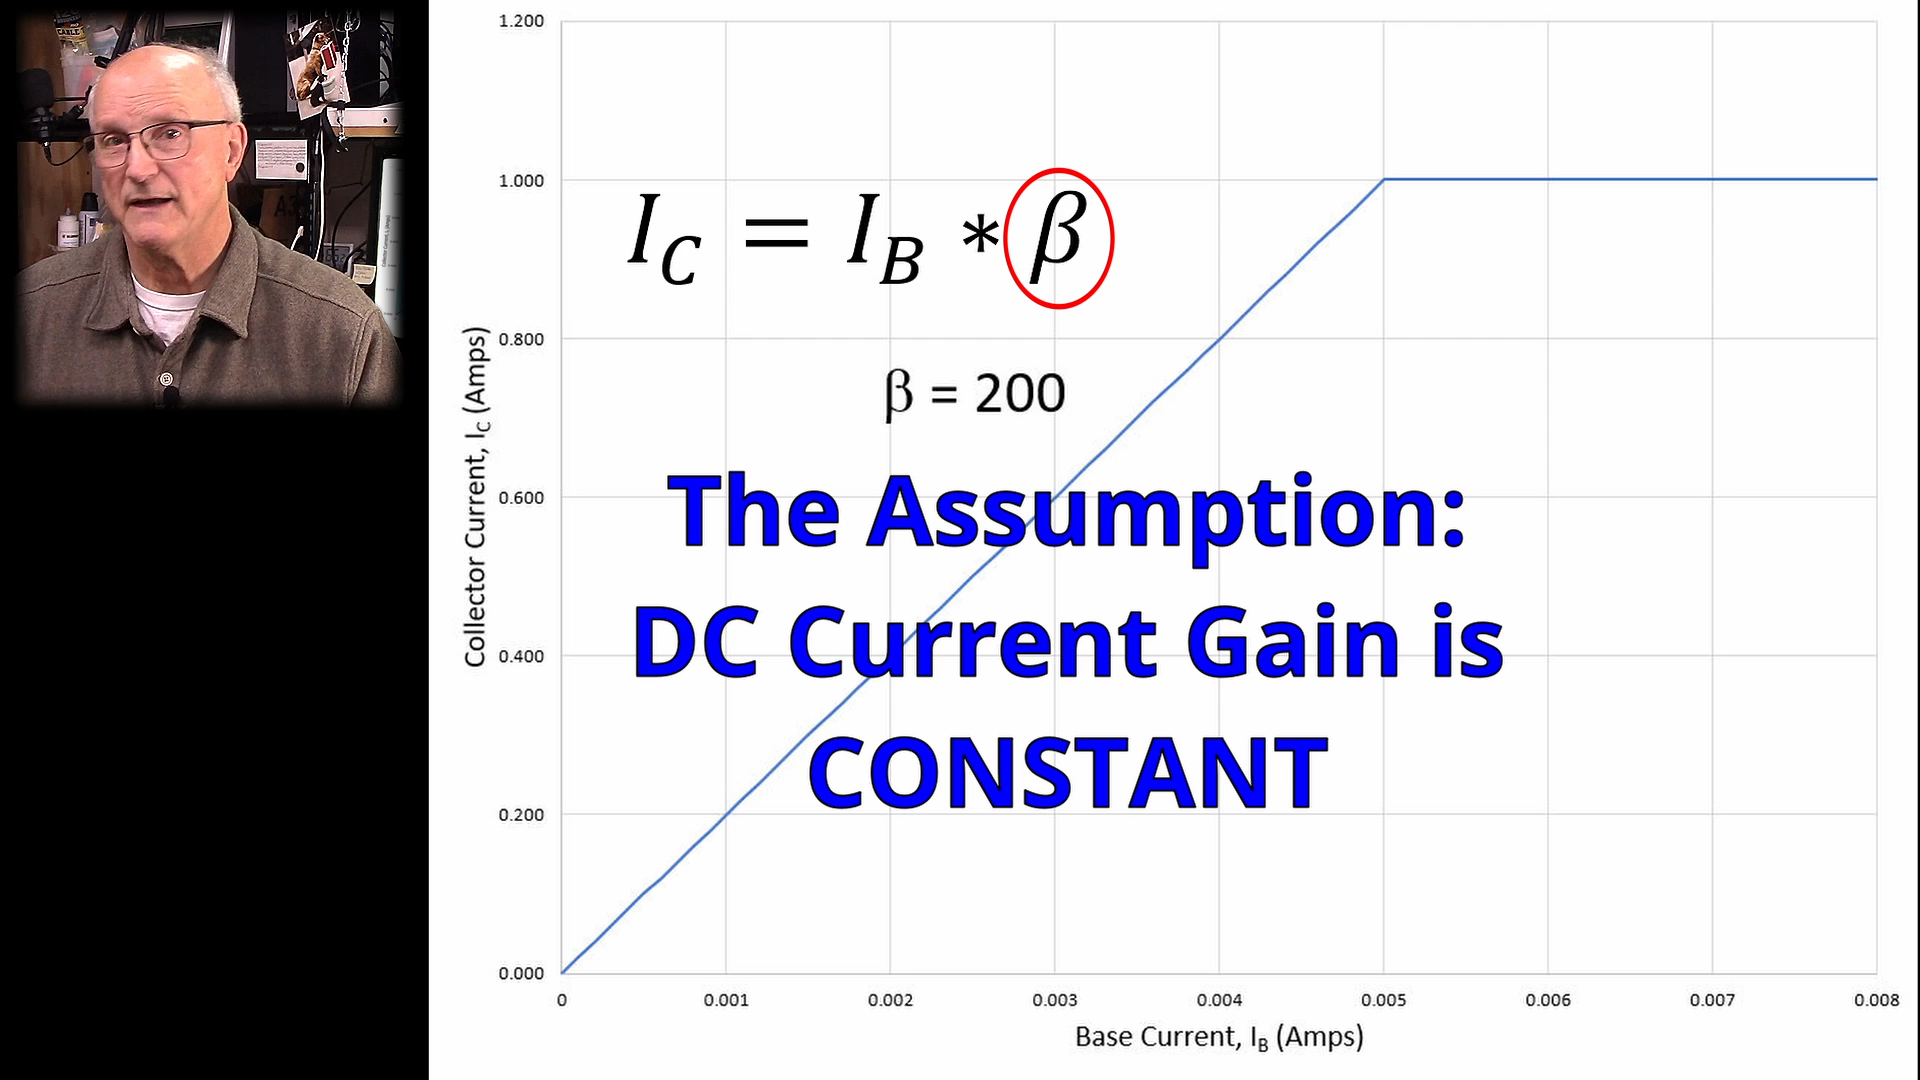 1.200
1.000
0.800
0.600
0.400
0.200
0.000
Collector Current, I_C (Amps)
I_C = I_B * β
β = 200
The Assumption:
DC Current Gain is
CONSTANT
0 0.001 0.002 0.003 0.004 0.005 0.006 0.007 0.008
Base Current, I_B (Amps)